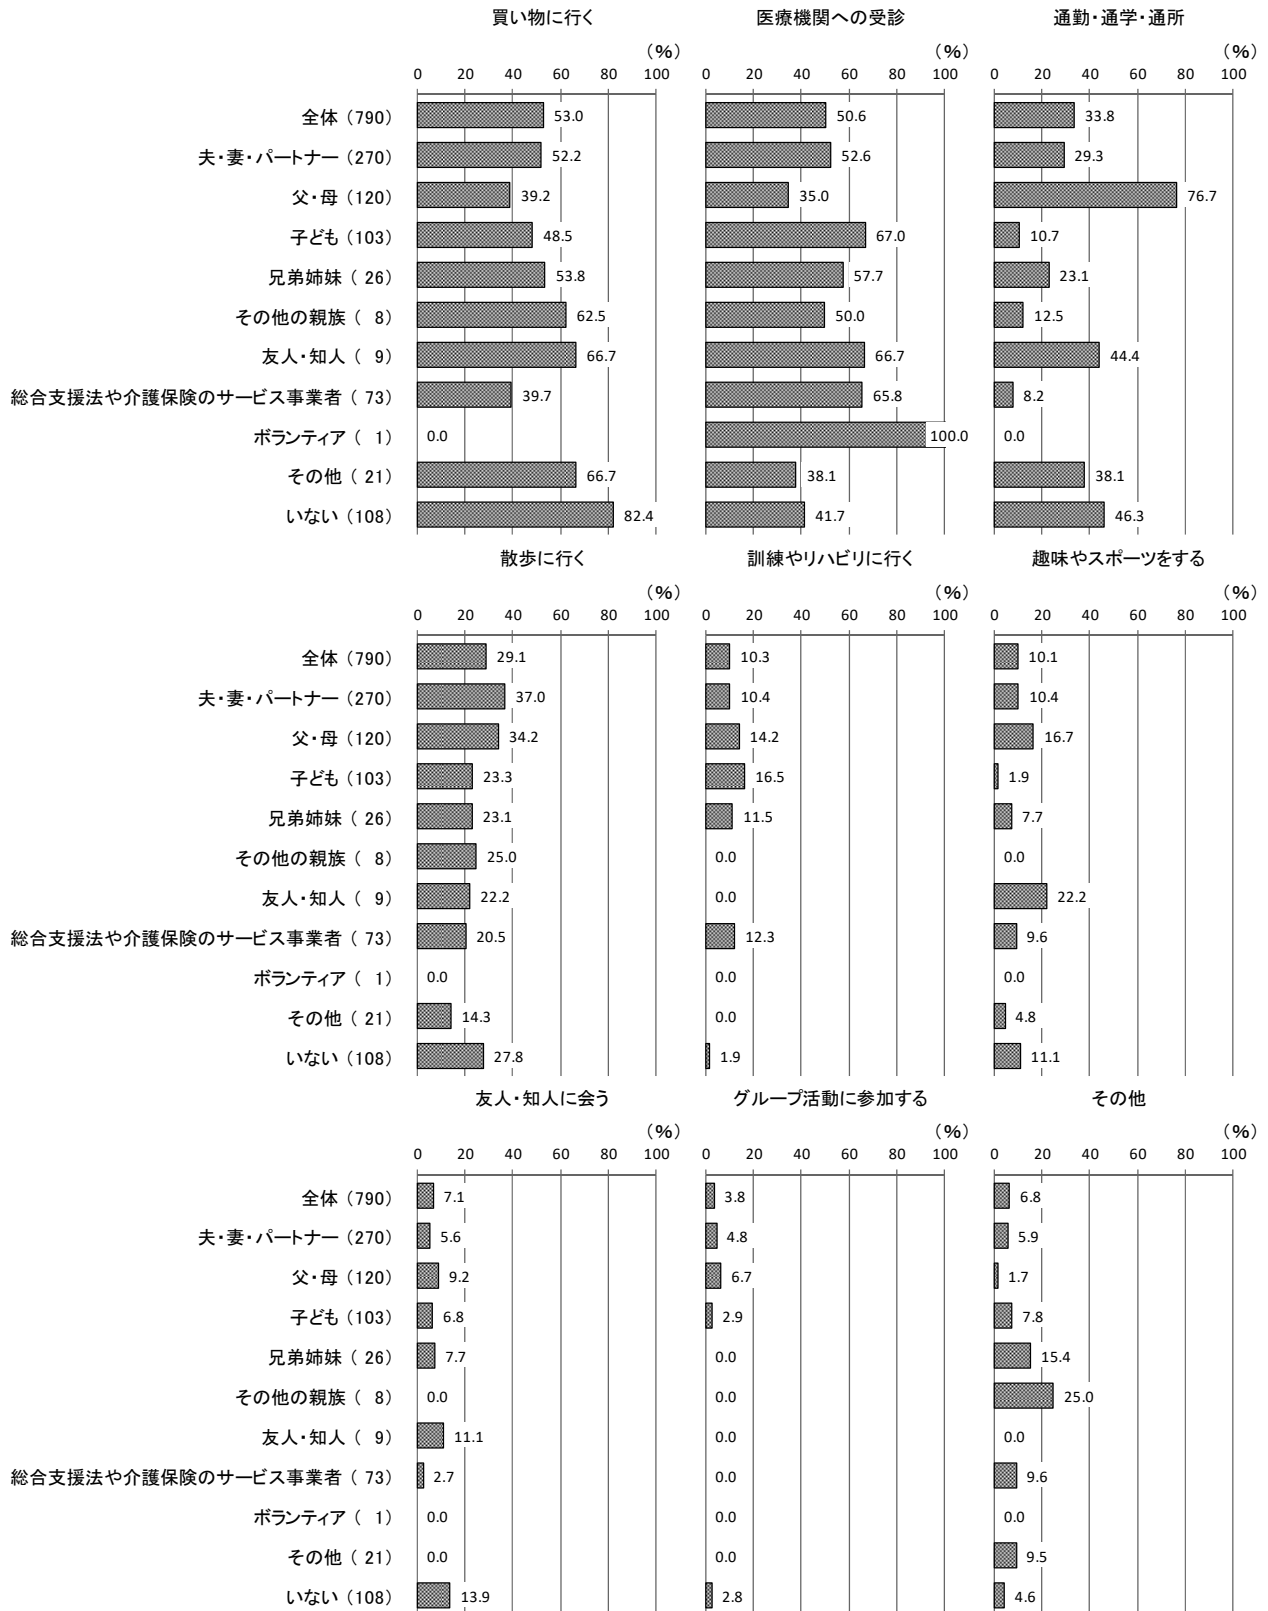 買い物に行く 医療機関への受診 通勤・通学・通所
(%) (%) (%)
0 20 40 60 80 100 0 20 40 60 80 100 0 20 40 60 80 100
全体 (790) 53.0 50.6 33.8
夫・妻・パートナー (270) 52.2 52.6 29.3
父・母 (120) 39.2 35.0 76.7
子ども (103) 48.5 67.0 10.7
兄弟姉妹 ( 26) 53.8 57.7 23.1
その他の親族 ( 8) 62.5 50.0 12.5
友人・知人 ( 9) 66.7 66.7 44.4
総合支援法や介護保険のサービス事業者 ( 73) 39.7 65.8 8.2
ボランティア ( 1) 0.0 100.0 0.0
その他 ( 21) 66.7 38.1 38.1
いない (108) 82.4 41.7 46.3
散歩に行く 訓練やリハビリに行く 趣味やスポーツをする
(%) (%) (%)
0 20 40 60 80 100 0 20 40 60 80 100 0 20 40 60 80 100
全体 (790) 29.1 10.3 10.1
夫・妻・パートナー (270) 37.0 10.4 10.4
父・母 (120) 34.2 14.2 16.7
子ども (103) 23.3 16.5 1.9
兄弟姉妹 ( 26) 23.1 11.5 7.7
その他の親族 ( 8) 25.0 0.0 0.0
友人・知人 ( 9) 22.2 0.0 22.2
総合支援法や介護保険のサービス事業者 ( 73) 20.5 12.3 9.6
ボランティア ( 1) 0.0 0.0 0.0
その他 ( 21) 14.3 0.0 4.8
いない (108) 27.8 1.9 11.1
友人・知人に会う グループ活動に参加する その他
(%) (%) (%)
0 20 40 60 80 100 0 20 40 60 80 100 0 20 40 60 80 100
全体 (790) 7.1 3.8 6.8
夫・妻・パートナー (270) 5.6 4.8 5.9
父・母 (120) 9.2 6.7 1.7
子ども (103) 6.8 2.9 7.8
兄弟姉妹 ( 26) 7.7 0.0 15.4
その他の親族 ( 8) 0.0 0.0 25.0
友人・知人 ( 9) 11.1 0.0 0.0
総合支援法や介護保険のサービス事業者 ( 73) 2.7 0.0 9.6
ボランティア ( 1) 0.0 0.0 0.0
その他 ( 21) 0.0 0.0 9.5
いない (108) 13.9 2.8 4.6